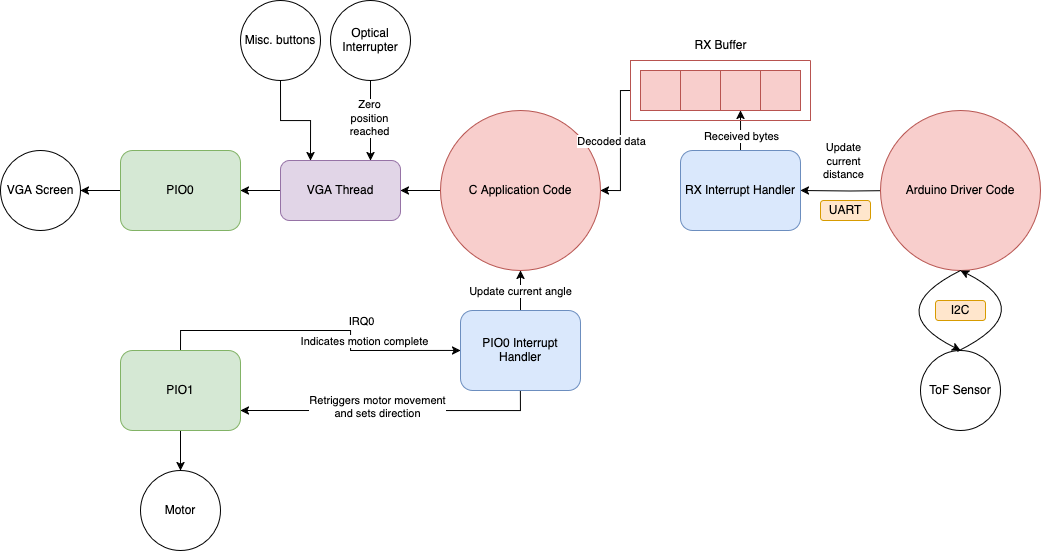 Misc. buttons
Optical
Interrupter
RX Buffer
Zero
position
reached
Decoded data
Received bytes
Update
current
distance
VGA Screen
PIO0
VGA Thread
C Application Code
RX Interrupt Handler
UART
Arduino Driver Code
Update current angle
I2C
IRQ0
Indicates motion complete
PIO0 Interrupt
Handler
PIO1
Retriggers motor movement
and sets direction
ToF Sensor
Motor